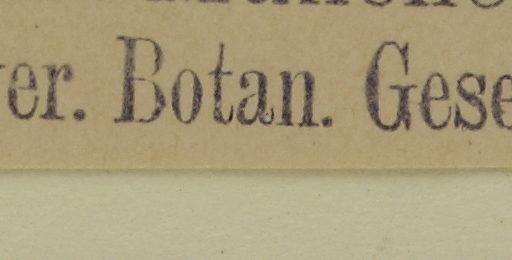 er. Botan. Gese